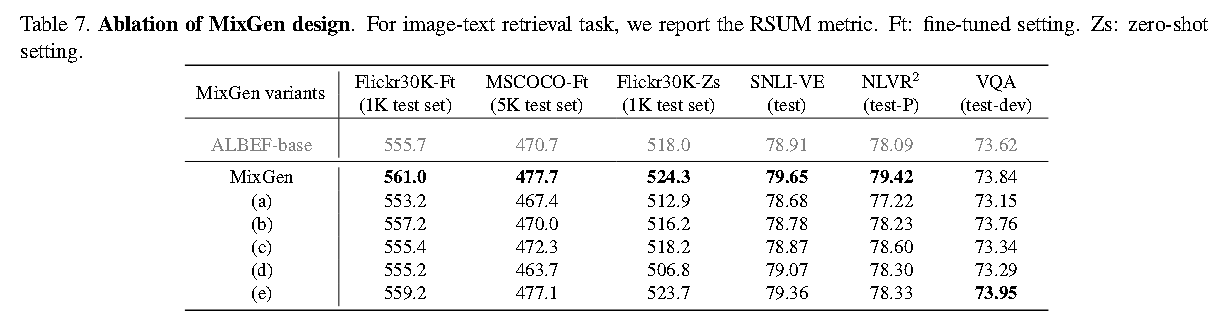 Table 7. Ablation of MixGen design. For image-text retrieval task, we report the RSUM metric. Ft: fine-tuned setting. Zs: zero-shot
setting.
MixGen variants Flickr30K-Ft (1K test set) MSCOCO-Ft (5K test set) Flickr30K-Zs (1K test set) SNLI-VE (test) NLVR² (test-P) VQA (test-dev)
ALBEF-base 555.7 470.7 518.0 78.91 78.09 73.62
MixGen 561.0 477.7 524.3 79.65 79.42 73.84
(a) 553.2 467.4 512.9 78.68 77.22 73.15
(b) 557.2 470.0 516.2 78.78 78.23 73.76
(c) 555.4 472.3 518.2 78.87 78.60 73.34
(d) 555.2 463.7 506.8 79.07 78.30 73.29
(e) 559.2 477.1 523.7 79.36 78.33 73.95